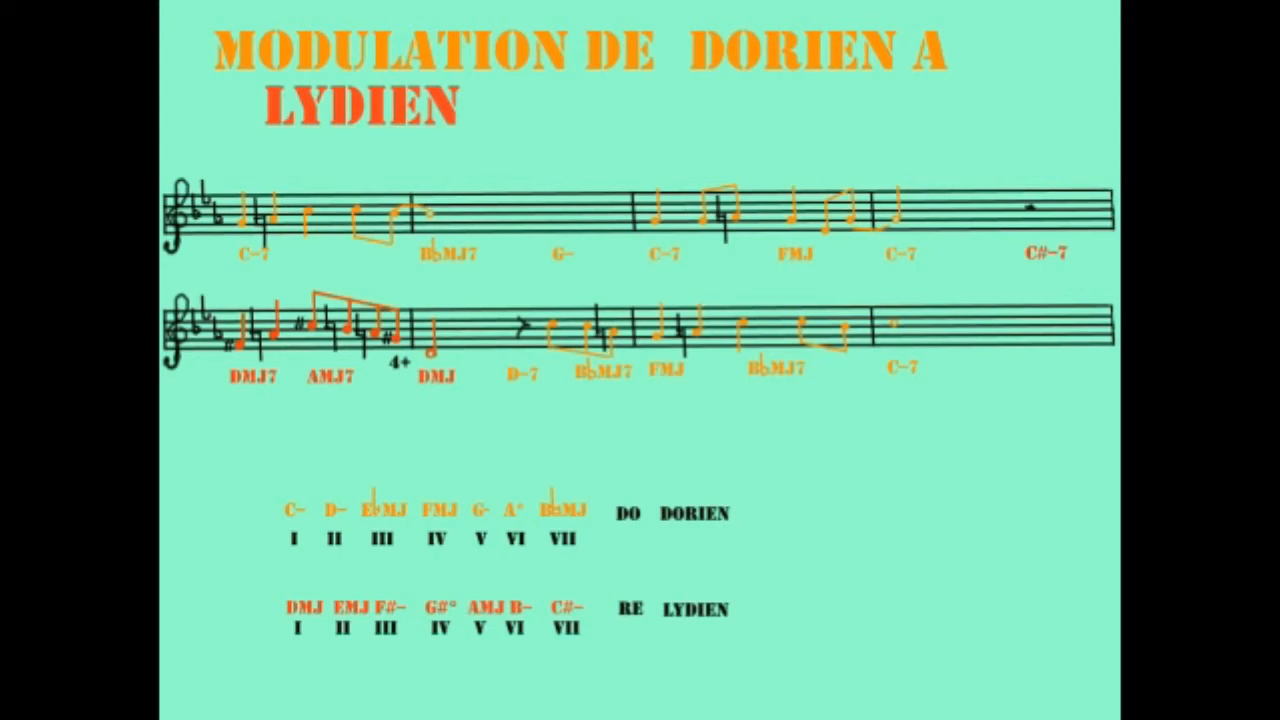 MODULATION DE DORIEN A
LYDIEN
C-7 B♭MJ7 G- C-7 FMJ C-7 C#-7
4+
DMJ7 AMJ7 DMJ D-7 B♭MJ7 FMJ B♭MJ7 C-7
C- D- E♭MJ FMJ G- A° B♭MJ DO DORIEN
I II III IV V VI VII
DMJ EMJ F#- G#° AMJ B- C#- RE LYDIEN
I II III IV V VI VII